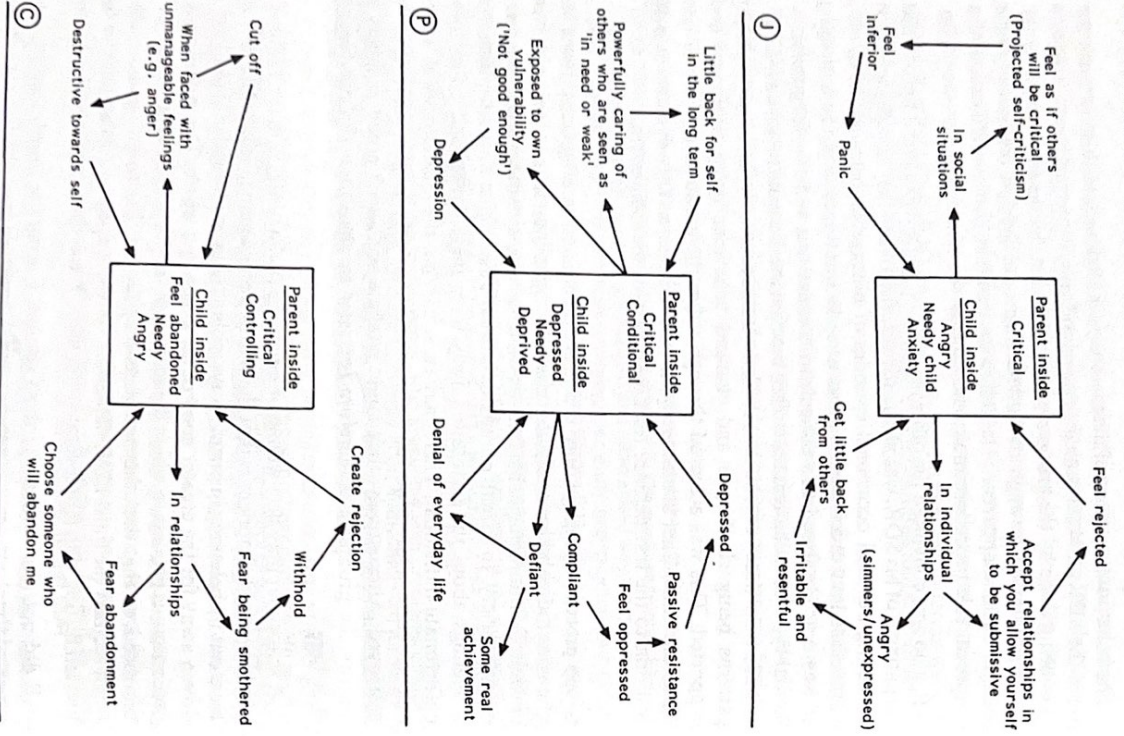 J
Feel as if others
will be critical
(Projected self-criticism)
Feel
inferior
Panic
In social
situations
Parent inside
Critical
Child inside
Angry
Needy child
Anxiety
Feel rejected
Accept relationships in
which you allow yourself
to be submissive
In individual
relationships
Angry
(simmers/unexpressed)
Irritable and
resentful
Get little back
from others
P
Little back for self
in the long term
Powerfully caring of
others who are seen as
'in need or weak'
Exposed to own
vulnerability
('Not good enough')
Depression
Parent inside
Critical
Conditional
Child inside
Depressed
Needy
Deprived
Depressed
Passive resistance
Feel oppressed
Compliant
Defiant
Some real
achievement
Denial of everyday life
C
Cut off
When faced with
unmanageable feelings
(e.g. anger)
Destructive towards self
Parent inside
Critical
Controlling
Child inside
Feel abandoned
Needy
Angry
Create rejection
Withhold
Fear being smothered
In relationships
Fear abandonment
Choose someone who
will abandon me